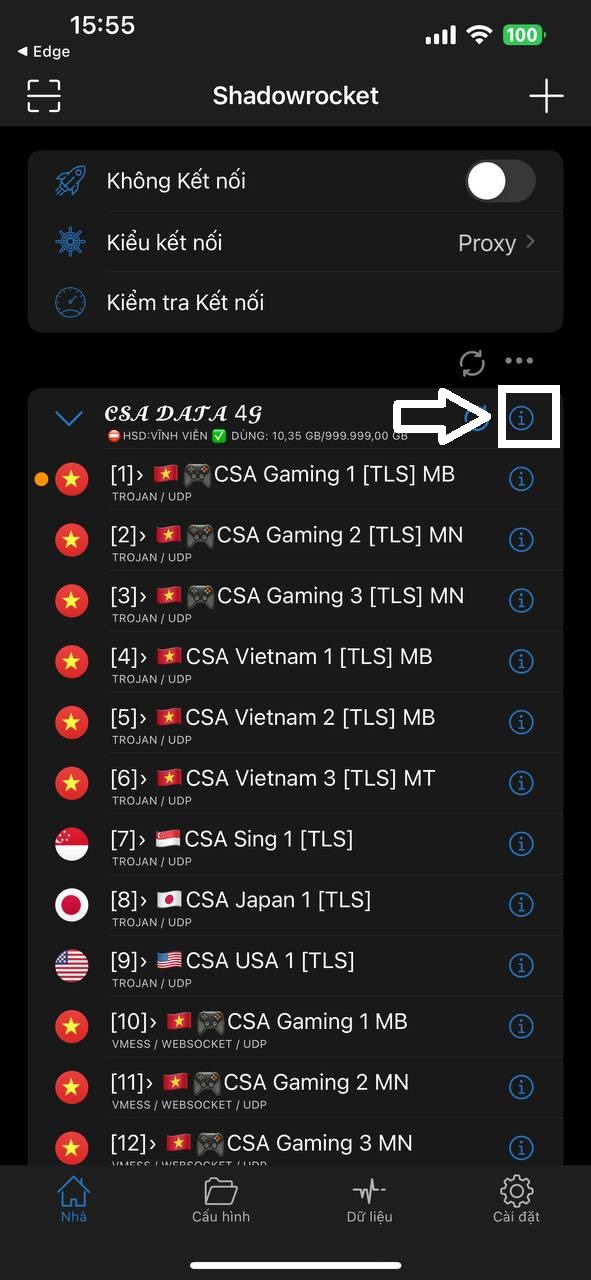 15:55
◀ Edge
100
Shadowrocket
Không Kết nối
Kiểu kết nối
Proxy
Kiểm tra Kết nối
𝓒𝓢𝓐 𝓓𝓐𝓣𝓐 4𝓖
⛔HSD:VĨNH VIỄN ✅ DÙNG: 10,35 GB/999.999,00 GB
[1]› 🇻🇳🎮CSA Gaming 1 [TLS] MB
TROJAN / UDP
[2]› 🇻🇳🎮CSA Gaming 2 [TLS] MN
TROJAN / UDP
[3]› 🇻🇳🎮CSA Gaming 3 [TLS] MN
TROJAN / UDP
[4]› 🇻🇳CSA Vietnam 1 [TLS] MB
TROJAN / UDP
[5]› 🇻🇳CSA Vietnam 2 [TLS] MB
TROJAN / UDP
[6]› 🇻🇳CSA Vietnam 3 [TLS] MT
TROJAN / UDP
[7]› 🇸🇬CSA Sing 1 [TLS]
TROJAN / UDP
[8]› 🇯🇵CSA Japan 1 [TLS]
TROJAN / UDP
[9]› 🇺🇸CSA USA 1 [TLS]
TROJAN / UDP
[10]› 🇻🇳🎮CSA Gaming 1 MB
VMESS / WEBSOCKET / UDP
[11]› 🇻🇳🎮CSA Gaming 2 MN
VMESS / WEBSOCKET / UDP
[12]› 🇻🇳🎮CSA Gaming 3 MN
VMESS / WEBSOCKET / UDP
Nhà
Cấu hình
Dữ liệu
Cài đặt